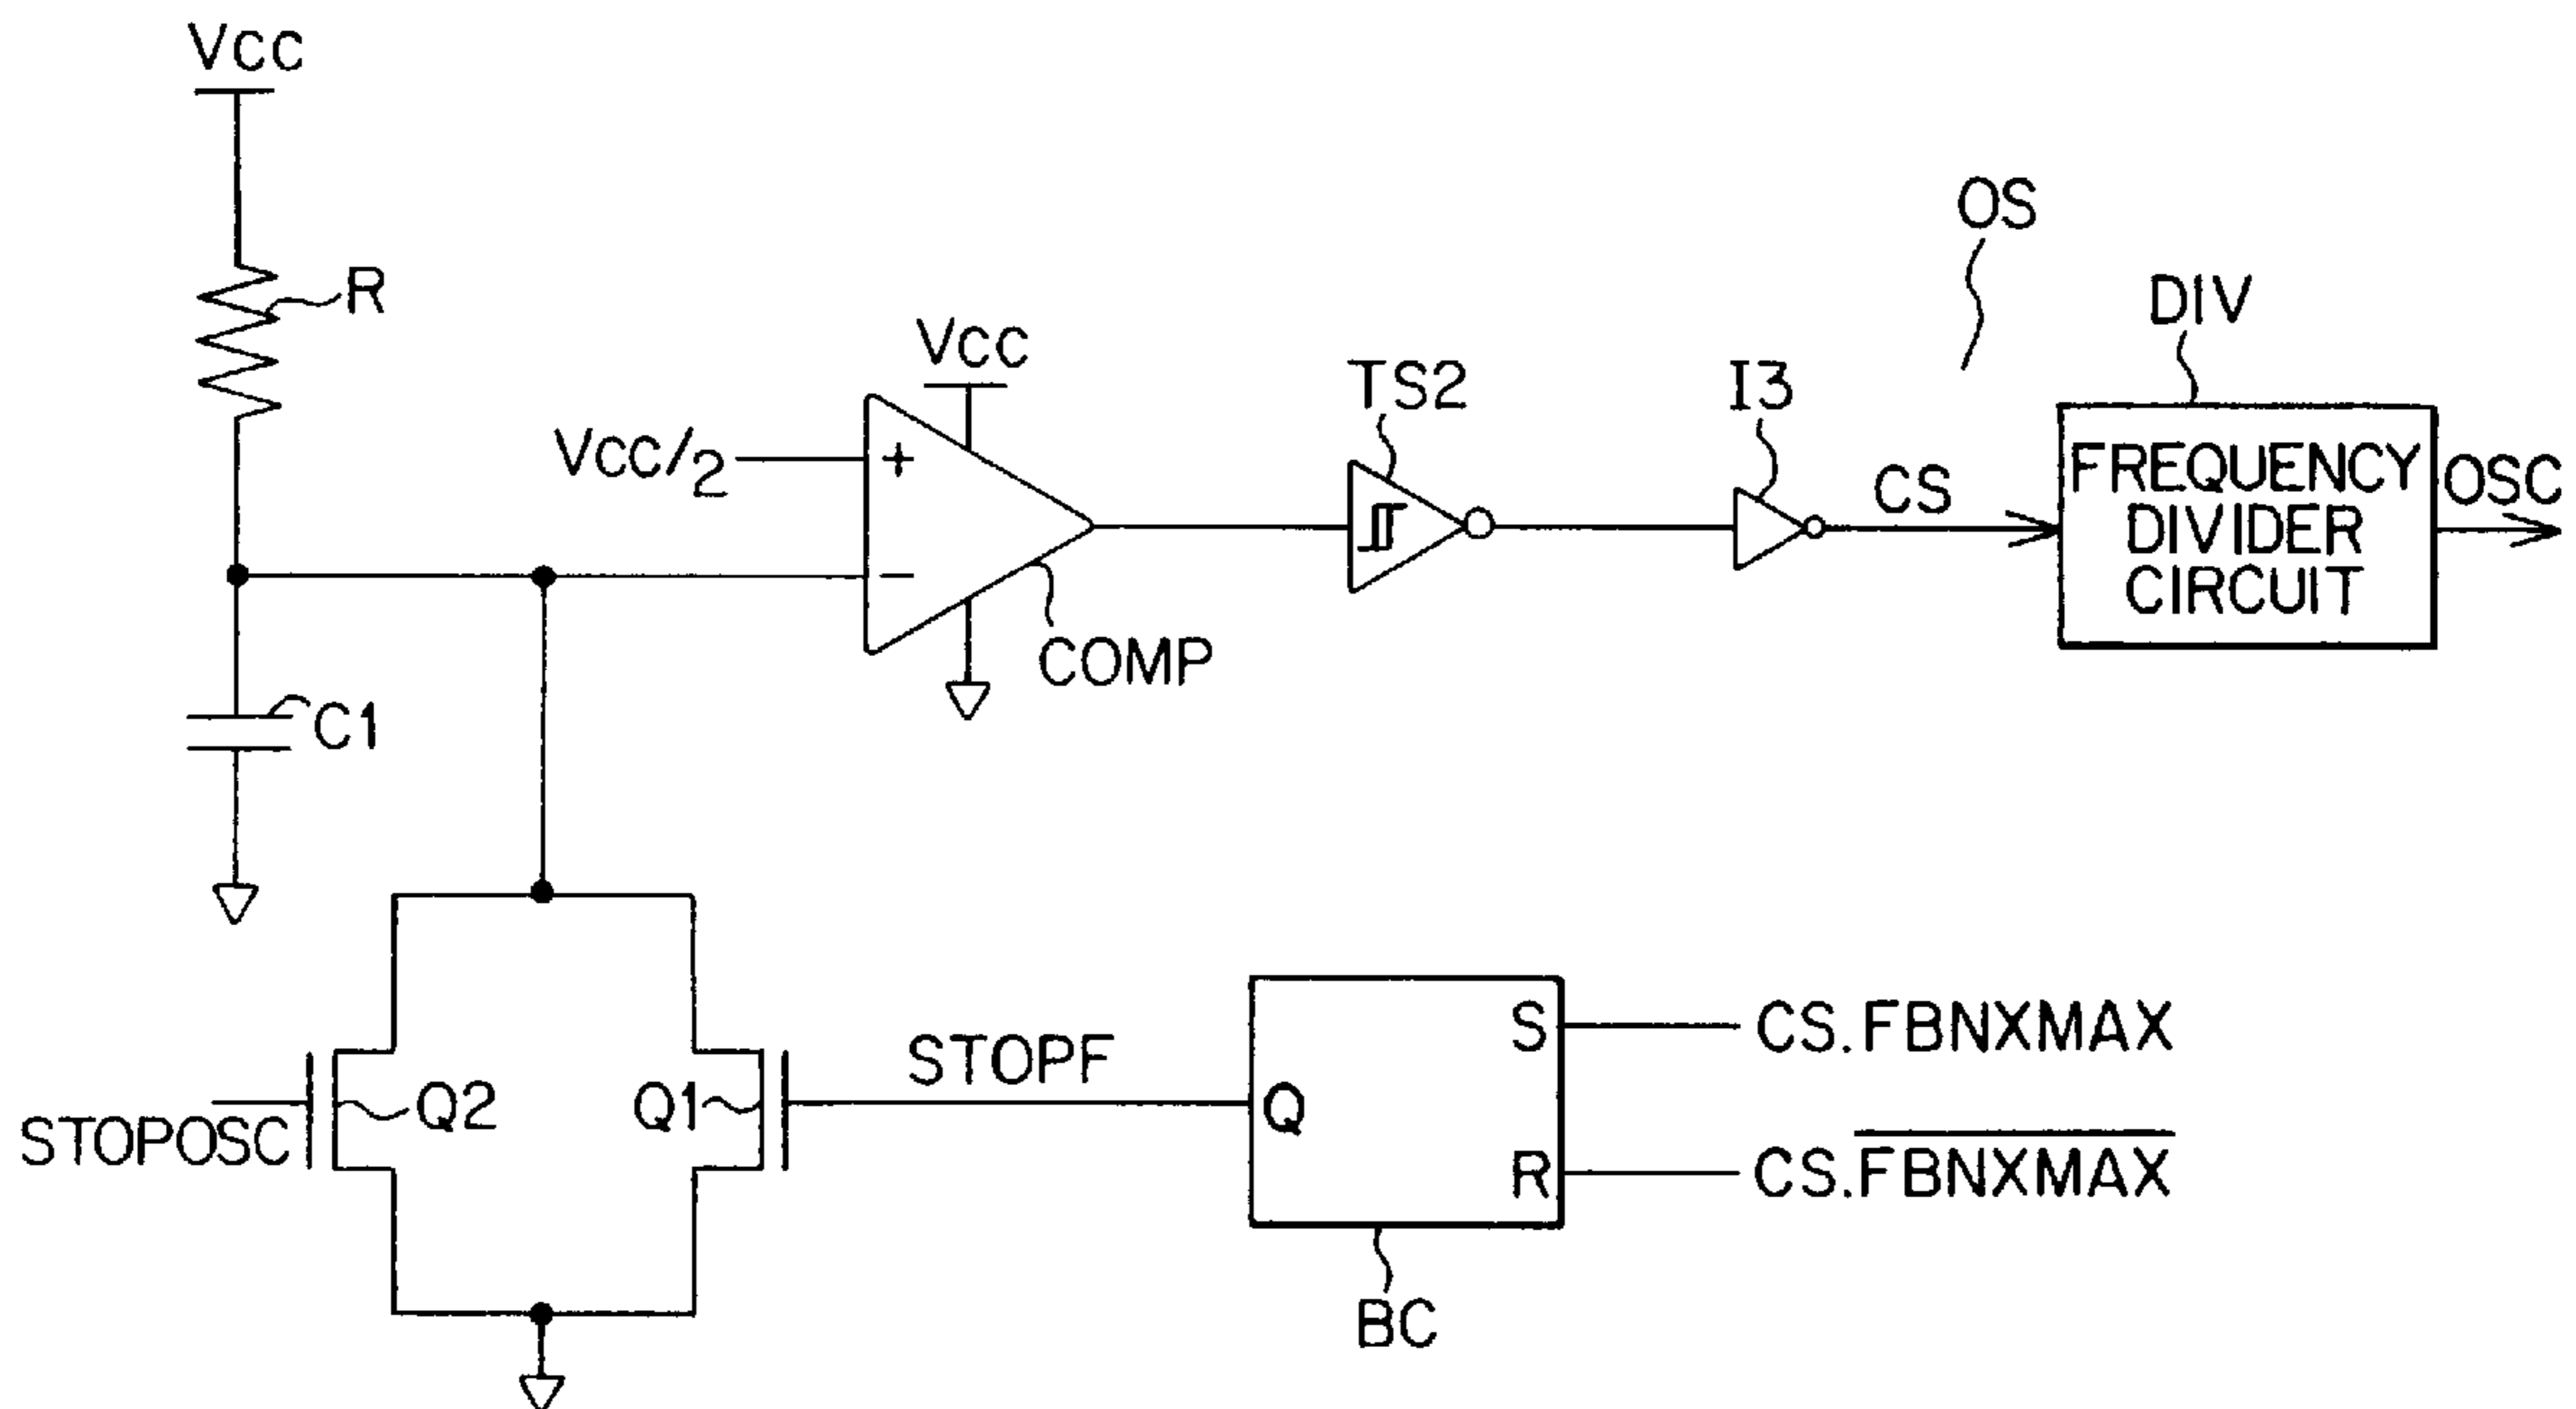 VCC
R
VCC
VCC/2
+
−
COMP
TS2
I3
OS
CS
DIV
FREQUENCY
DIVIDER
CIRCUIT
OSC
C1
STOPOSC
Q2
Q1
STOPF
Q
S
R
CS.FBNXMAX
CS.F̅B̅N̅X̅M̅A̅X̅
BC